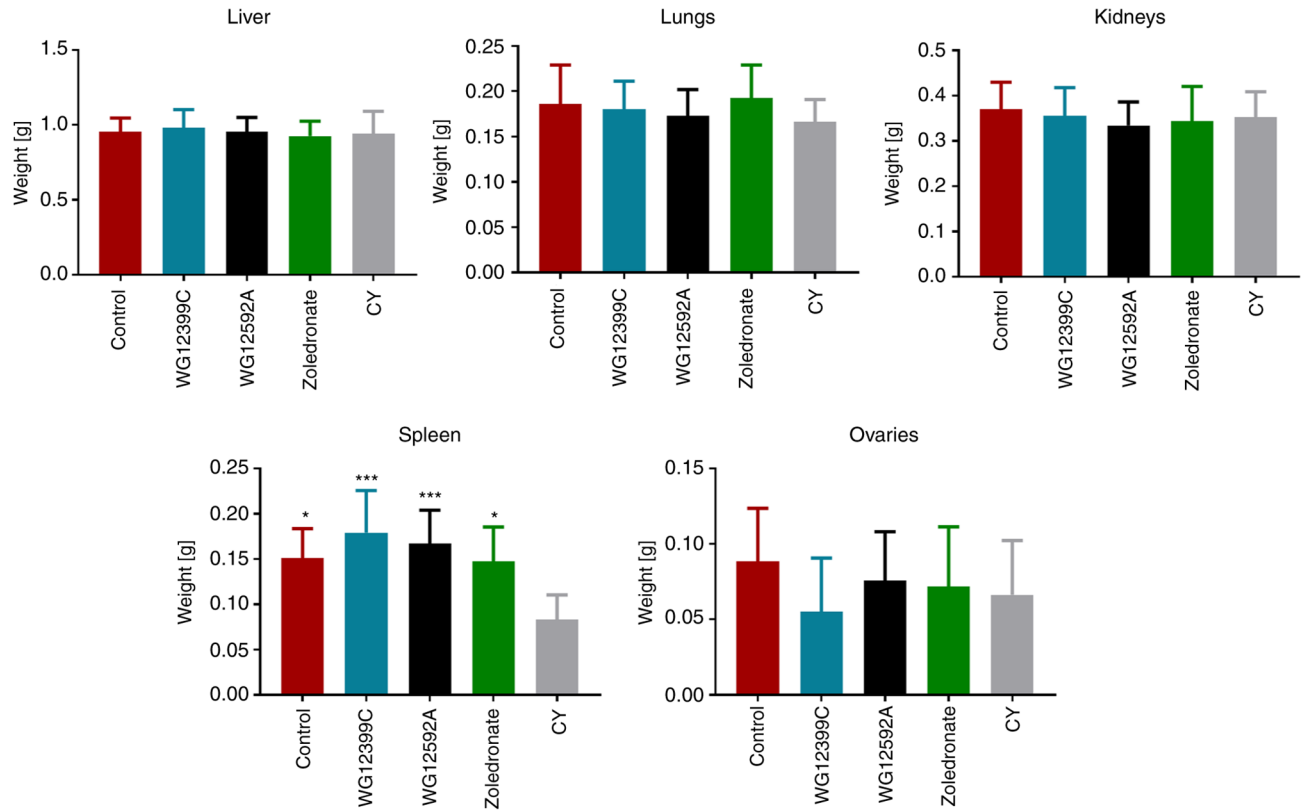 Liver
Weight [g]
1.5
1.0
0.5
0.0
Control
WG12399C
WG12592A
Zoledronate
CY
Lungs
Weight [g]
0.25
0.20
0.15
0.10
0.05
0.00
Control
WG12399C
WG12592A
Zoledronate
CY
Kidneys
Weight [g]
0.5
0.4
0.3
0.2
0.1
0.0
Control
WG12399C
WG12592A
Zoledronate
CY
Spleen
Weight [g]
0.25
0.20
0.15
0.10
0.05
0.00
*
***
***
*
Control
WG12399C
WG12592A
Zoledronate
CY
Ovaries
Weight [g]
0.15
0.10
0.05
0.00
Control
WG12399C
WG12592A
Zoledronate
CY